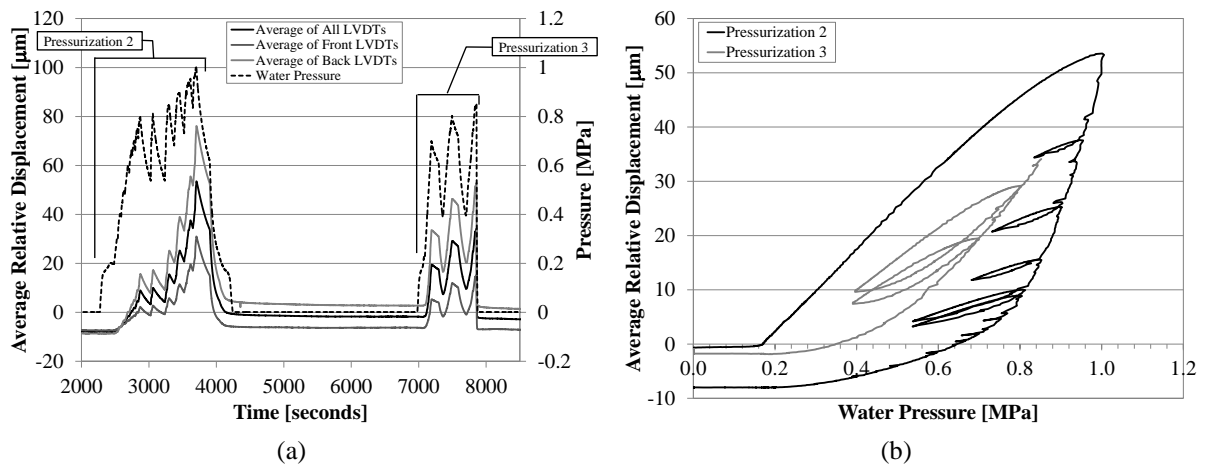 120
100
80
60
40
20
0
-20
1.2
1
0.8
0.6
0.4
0.2
0
-0.2
2000 3000 4000 5000 6000 7000 8000
Average Relative Displacement [µm]
Pressure [MPa]
Time [seconds]
Pressurization 2
Pressurization 3
Average of All LVDTs
Average of Front LVDTs
Average of Back LVDTs
Water Pressure
(a)
60
50
40
30
20
10
0
-10
0.0 0.2 0.4 0.6 0.8 1.0 1.2
Average Relative Displacement [µm]
Water Pressure [MPa]
Pressurization 2
Pressurization 3
(b)